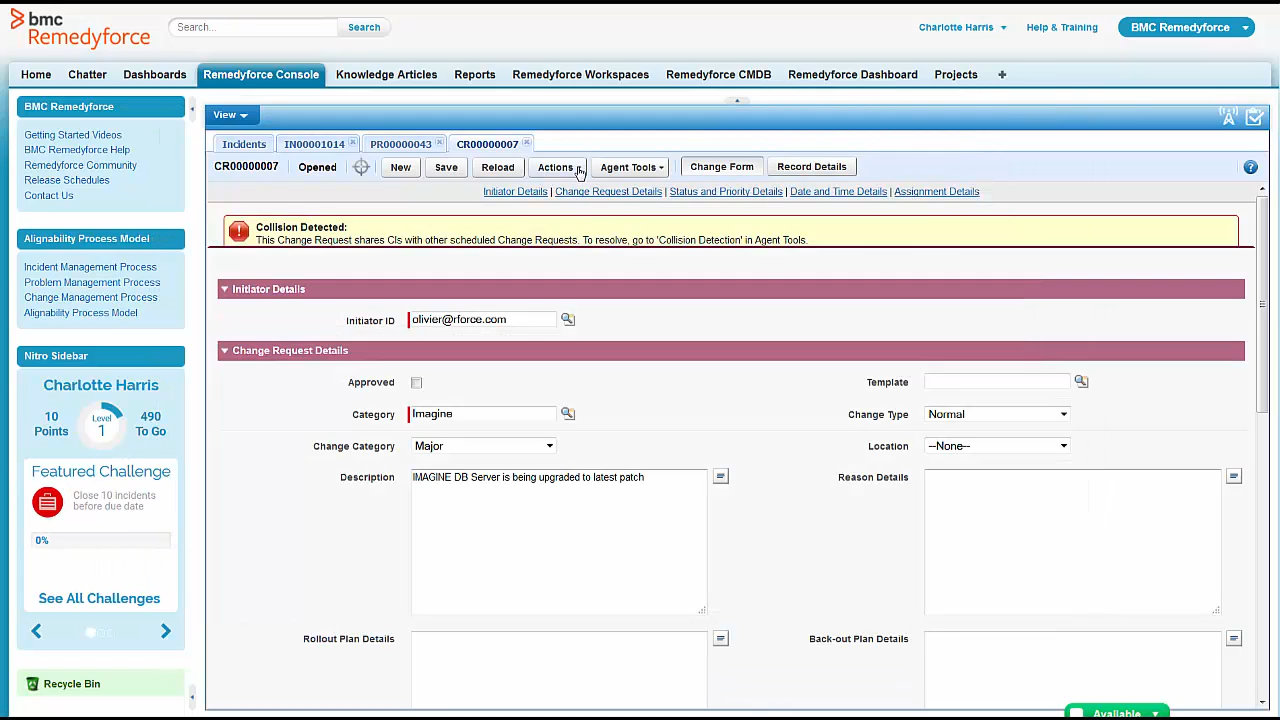 bmc
Remedyforce
Search...
Search
Charlotte Harris
Help & Training
BMC Remedyforce
Home
Chatter
Dashboards
Remedyforce Console
Knowledge Articles
Reports
Remedyforce Workspaces
Remedyforce CMDB
Remedyforce Dashboard
Projects
BMC Remedyforce
Getting Started Videos
BMC Remedyforce Help
Remedyforce Community
Release Schedules
Contact Us
Alignability Process Model
Incident Management Process
Problem Management Process
Change Management Process
Alignability Process Model
Nitro Sidebar
Charlotte Harris
10
Points
Level
1
490
To Go
Featured Challenge
Close 10 incidents
before due date
0%
See All Challenges
Recycle Bin
View
Incidents
IN00001014
PR00000043
CR00000007
CR00000007
Opened
New
Save
Reload
Actions
Agent Tools
Change Form
Record Details
Initiator Details | Change Request Details | Status and Priority Details | Date and Time Details | Assignment Details
Collision Detected:
This Change Request shares CIs with other scheduled Change Requests. To resolve, go to 'Collision Detection' in Agent Tools.
Initiator Details
Initiator ID
olivier@rforce.com
Change Request Details
Approved
Template
Category
Imagine
Change Type
Normal
Change Category
Major
Location
--None--
Description
IMAGINE DB Server is being upgraded to latest patch
Reason Details
Rollout Plan Details
Back-out Plan Details
Available